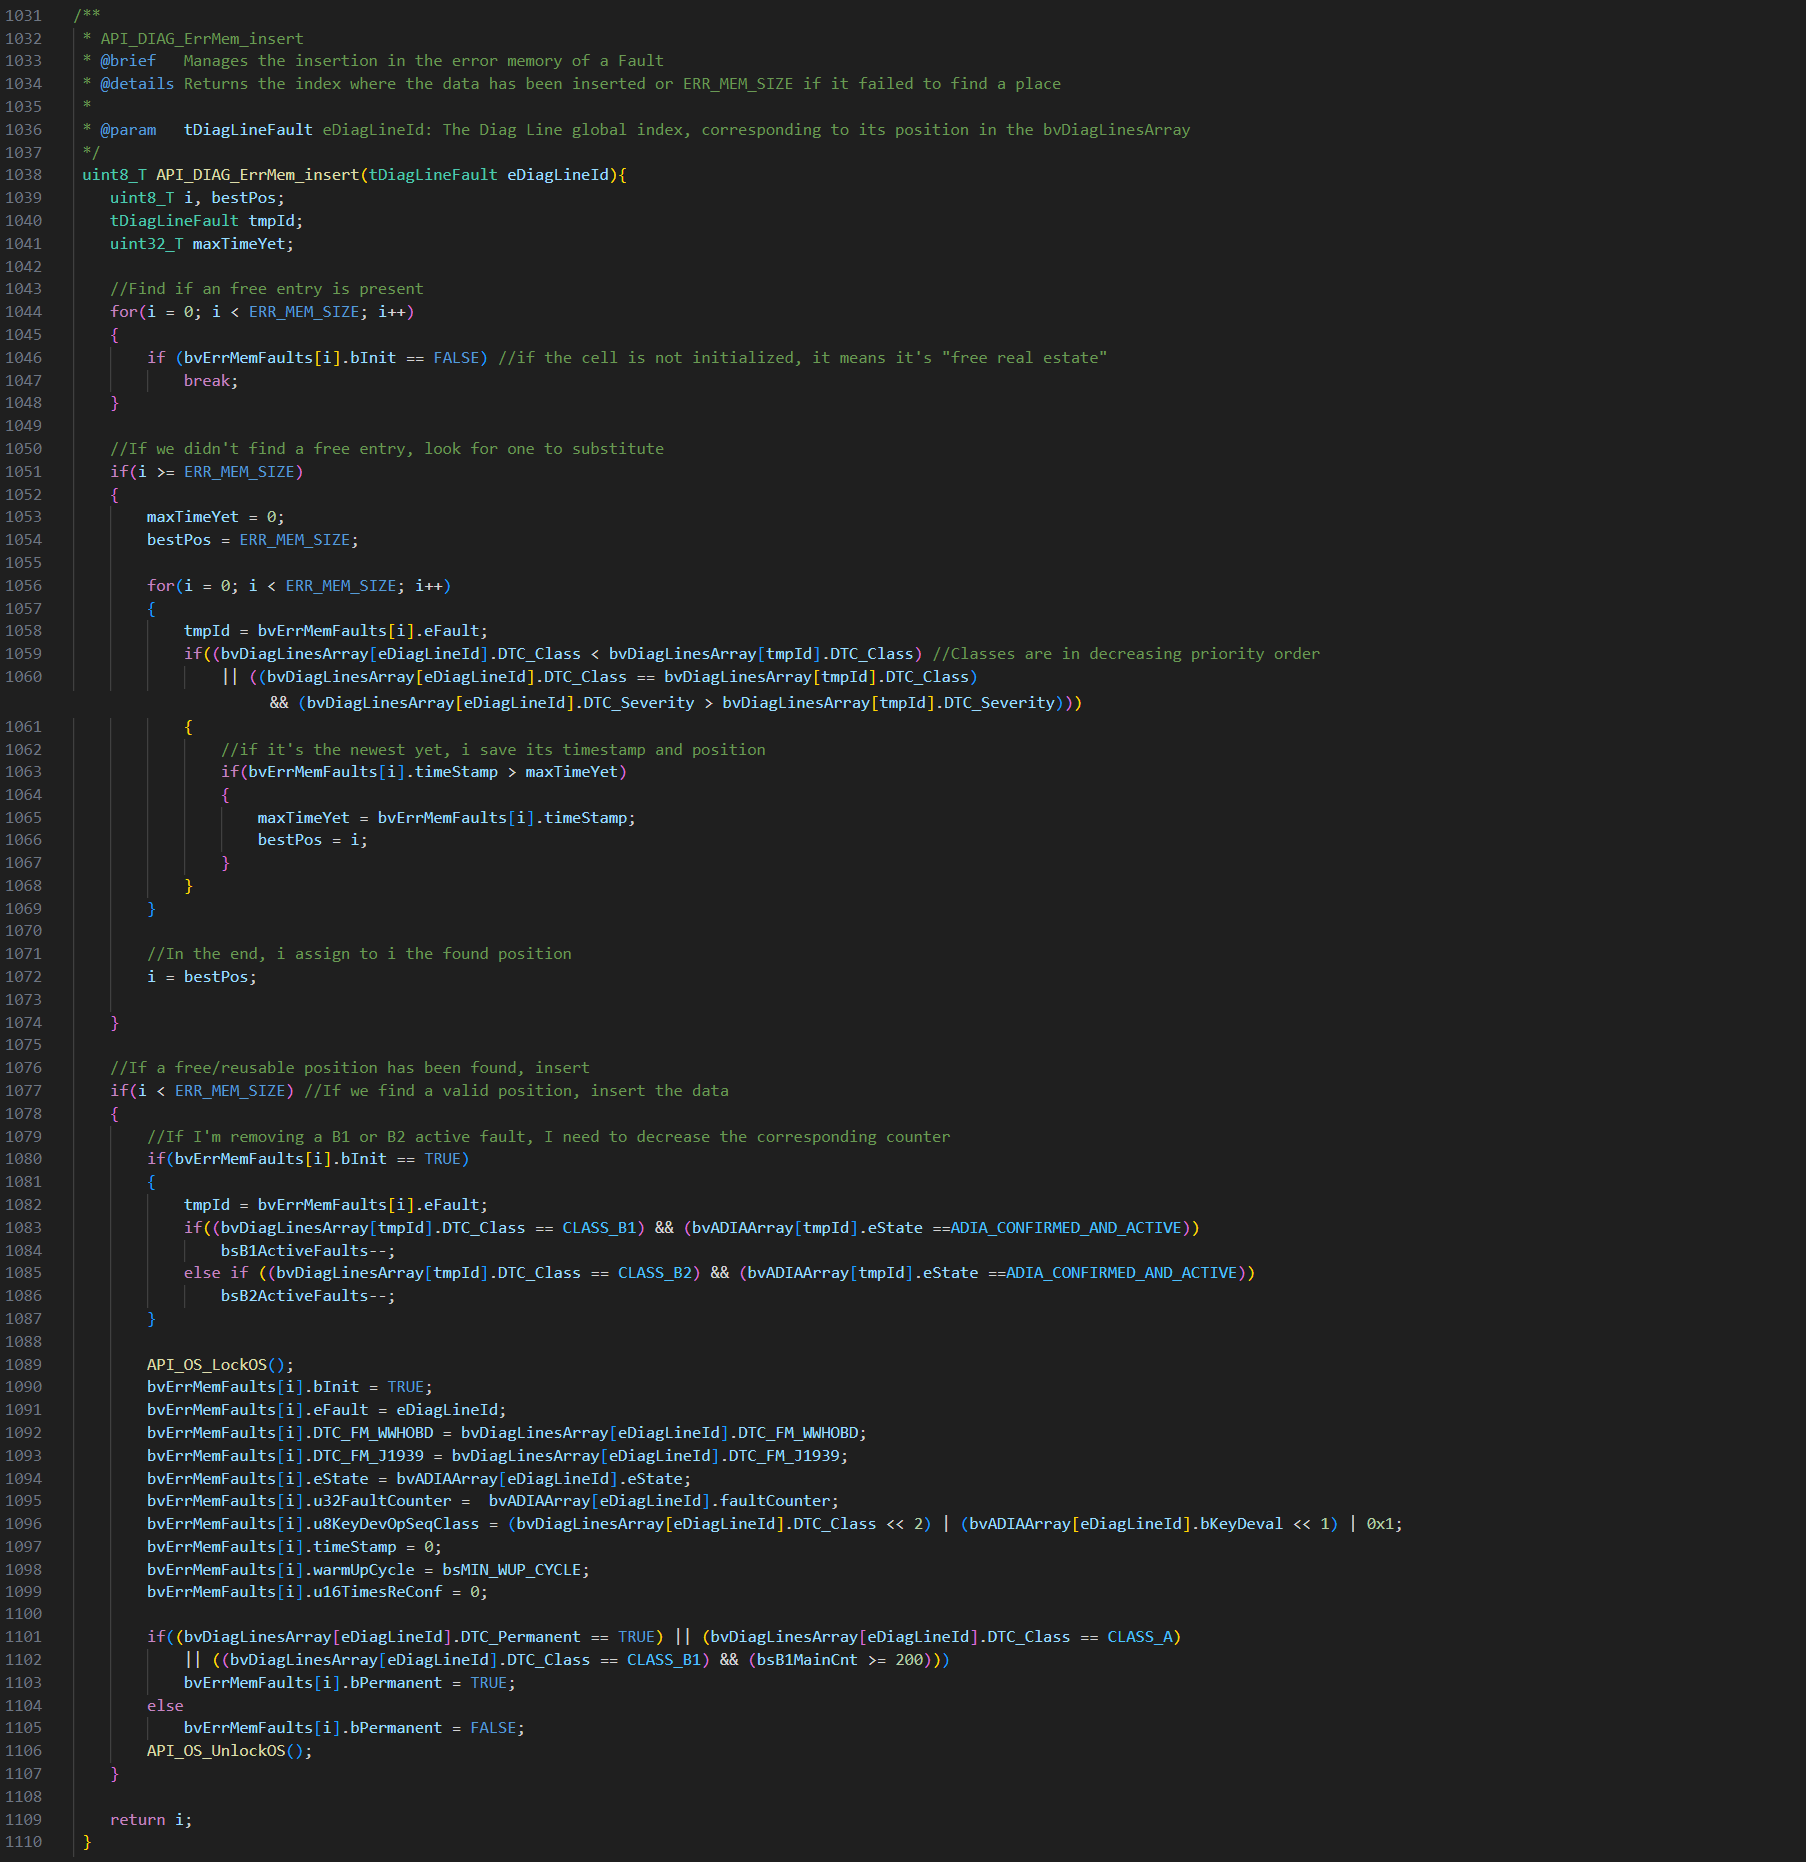 1031 /**
1032 * API_DIAG_ErrMem_insert
1033 * @brief   Manages the insertion in the error memory of a Fault
1034 * @details Returns the index where the data has been inserted or ERR_MEM_SIZE if it failed to find a place
1035 *
1036 * @param   tDiagLineFault eDiagLineId: The Diag Line global index, corresponding to its position in the bvDiagLinesArray
1037 */
1038 uint8_T API_DIAG_ErrMem_insert(tDiagLineFault eDiagLineId){
1039    uint8_T i, bestPos;
1040    tDiagLineFault tmpId;
1041    uint32_T maxTimeYet;
1042
1043    //Find if an free entry is present
1044    for(i = 0; i < ERR_MEM_SIZE; i++)
1045    {
1046        if (bvErrMemFaults[i].bInit == FALSE) //if the cell is not initialized, it means it's "free real estate"
1047            break;
1048    }
1049
1050    //If we didn't find a free entry, look for one to substitute
1051    if(i >= ERR_MEM_SIZE)
1052    {
1053        maxTimeYet = 0;
1054        bestPos = ERR_MEM_SIZE;
1055
1056        for(i = 0; i < ERR_MEM_SIZE; i++)
1057        {
1058            tmpId = bvErrMemFaults[i].eFault;
1059            if((bvDiagLinesArray[eDiagLineId].DTC_Class < bvDiagLinesArray[tmpId].DTC_Class) //Classes are in decreasing priority order
1060                || ((bvDiagLinesArray[eDiagLineId].DTC_Class == bvDiagLinesArray[tmpId].DTC_Class)
                     && (bvDiagLinesArray[eDiagLineId].DTC_Severity > bvDiagLinesArray[tmpId].DTC_Severity)))
1061            {
1062                //if it's the newest yet, i save its timestamp and position
1063                if(bvErrMemFaults[i].timeStamp > maxTimeYet)
1064                {
1065                    maxTimeYet = bvErrMemFaults[i].timeStamp;
1066                    bestPos = i;
1067                }
1068            }
1069        }
1070
1071        //In the end, i assign to i the found position
1072        i = bestPos;
1073
1074    }
1075
1076    //If a free/reusable position has been found, insert
1077    if(i < ERR_MEM_SIZE) //If we find a valid position, insert the data
1078    {
1079        //If I'm removing a B1 or B2 active fault, I need to decrease the corresponding counter
1080        if(bvErrMemFaults[i].bInit == TRUE)
1081        {
1082            tmpId = bvErrMemFaults[i].eFault;
1083            if((bvDiagLinesArray[tmpId].DTC_Class == CLASS_B1) && (bvADIAArray[tmpId].eState ==ADIA_CONFIRMED_AND_ACTIVE))
1084                bsB1ActiveFaults--;
1085            else if ((bvDiagLinesArray[tmpId].DTC_Class == CLASS_B2) && (bvADIAArray[tmpId].eState ==ADIA_CONFIRMED_AND_ACTIVE))
1086                bsB2ActiveFaults--;
1087        }
1088
1089        API_OS_LockOS();
1090        bvErrMemFaults[i].bInit = TRUE;
1091        bvErrMemFaults[i].eFault = eDiagLineId;
1092        bvErrMemFaults[i].DTC_FM_WWHOBD = bvDiagLinesArray[eDiagLineId].DTC_FM_WWHOBD;
1093        bvErrMemFaults[i].DTC_FM_J1939 = bvDiagLinesArray[eDiagLineId].DTC_FM_J1939;
1094        bvErrMemFaults[i].eState = bvADIAArray[eDiagLineId].eState;
1095        bvErrMemFaults[i].u32FaultCounter =  bvADIAArray[eDiagLineId].faultCounter;
1096        bvErrMemFaults[i].u8KeyDevOpSeqClass = (bvDiagLinesArray[eDiagLineId].DTC_Class << 2) | (bvADIAArray[eDiagLineId].bKeyDeval << 1) | 0x1;
1097        bvErrMemFaults[i].timeStamp = 0;
1098        bvErrMemFaults[i].warmUpCycle = bsMIN_WUP_CYCLE;
1099        bvErrMemFaults[i].u16TimesReConf = 0;
1100
1101        if((bvDiagLinesArray[eDiagLineId].DTC_Permanent == TRUE) || (bvDiagLinesArray[eDiagLineId].DTC_Class == CLASS_A)
1102            || ((bvDiagLinesArray[eDiagLineId].DTC_Class == CLASS_B1) && (bsB1MainCnt >= 200)))
1103            bvErrMemFaults[i].bPermanent = TRUE;
1104        else
1105            bvErrMemFaults[i].bPermanent = FALSE;
1106        API_OS_UnlockOS();
1107    }
1108
1109    return i;
1110 }